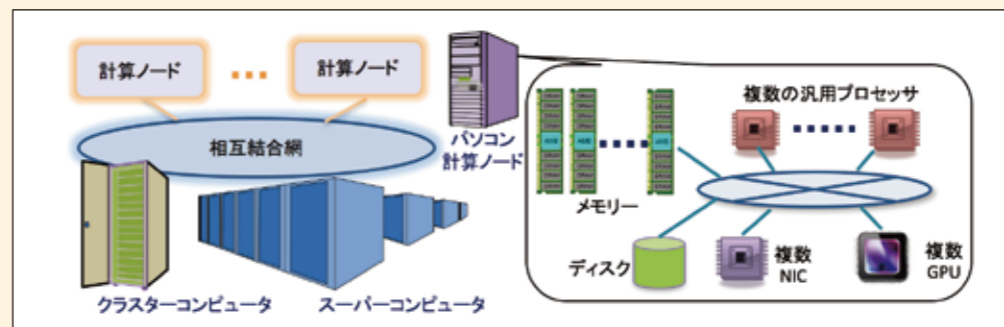 計算ノード
計算ノード
相互結合網
パソコン
計算ノード
クラスターコンピュータ
スーパーコンピュータ
複数の汎用プロセッサ
メモリー
ディスク
複数
NIC
複数
GPU